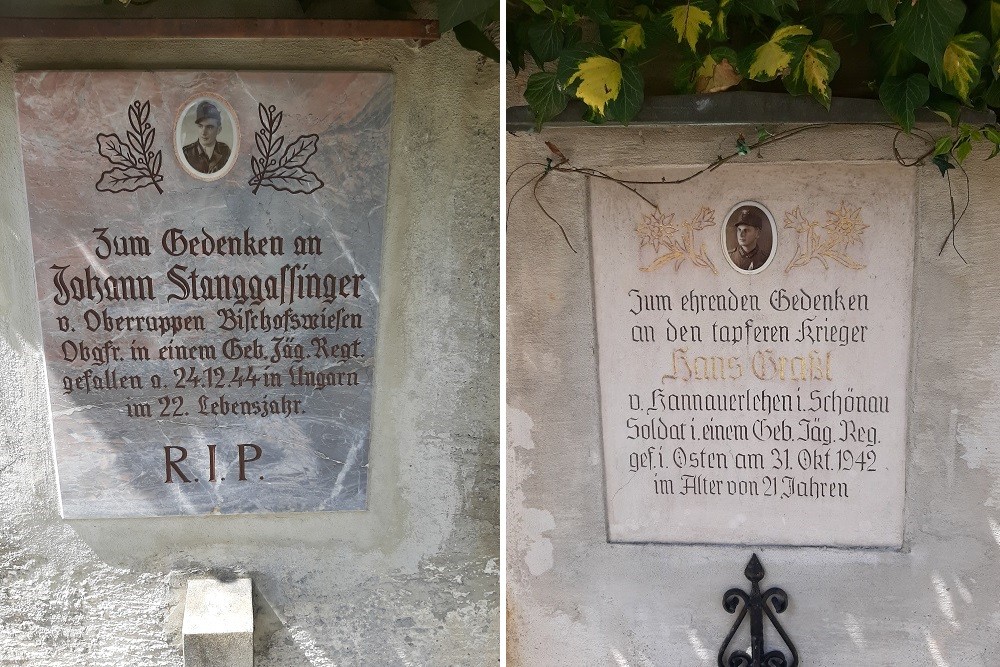 Zum Gedenken an
Johann Stanggassinger
v. Oberruppen Bischofswiesen
Obgfr. in einem Geb. Jäg. Regt.
gefallen a. 24.12.44 in Ungarn
im 22. Lebensjahr.
R.I.P.
Zum ehrenden Gedenken
an den tapferen Krieger
Hans Graßl
v. Hannauerlehen i. Schönau
Soldat i. einem Geb. Jäg. Reg.
gef. i. Osten am 31. Okt. 1942
im Alter von 21 Jahren